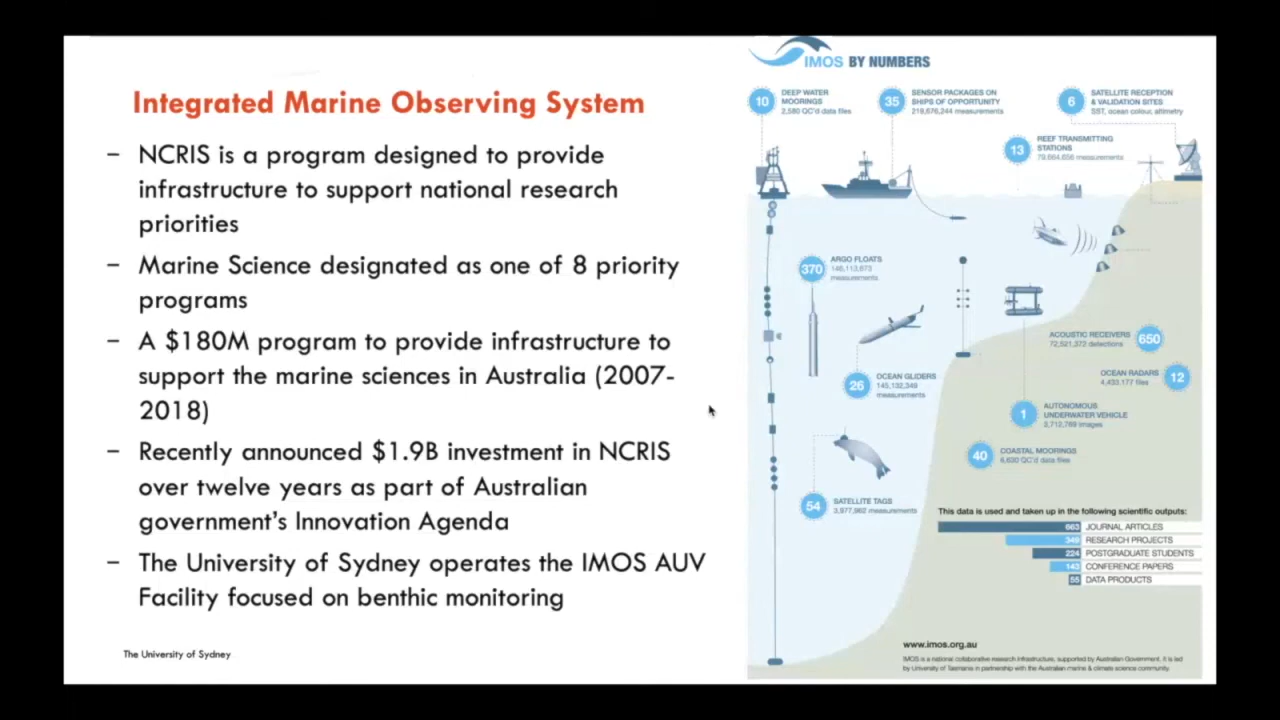 Integrated Marine Observing System
– NCRIS is a program designed to provide
infrastructure to support national research
priorities
– Marine Science designated as one of 8 priority
programs
– A $180M program to provide infrastructure to
support the marine sciences in Australia (2007-
2018)
– Recently announced $1.9B investment in NCRIS
over twelve years as part of Australian
government's Innovation Agenda
– The University of Sydney operates the IMOS AUV
Facility focused on benthic monitoring
The University of Sydney
IMOS BY NUMBERS
10
DEEP WATER
MOORINGS
2,580 QC'd data files
35
SENSOR PACKAGES ON
SHIPS OF OPPORTUNITY
219,676,244 measurements
6
SATELLITE RECEPTION
& VALIDATION SITES
SST, ocean colour, altimetry
13
REEF TRANSMITTING
STATIONS
79,664,656 measurements
370
ARGO FLOATS
measurements
650
ACOUSTIC RECEIVERS
72,521,372 detections
26
OCEAN GLIDERS
145,132,349
measurements
12
OCEAN RADARS
4,433,177 files
1
AUTONOMOUS
UNDERWATER VEHICLE
3,712,769 images
40
COASTAL MOORINGS
6,630 QC'd data files
54
SATELLITE TAGS
3,977,962 measurements
This data is used and taken up in the following scientific outputs:
663 JOURNAL ARTICLES
349 RESEARCH PROJECTS
224 POSTGRADUATE STUDENTS
143 CONFERENCE PAPERS
55 DATA PRODUCTS
www.imos.org.au
IMOS is a national collaborative research infrastructure, supported by Australian Government. It is led
by University of Tasmania in partnership with the Australian marine & climate science community.